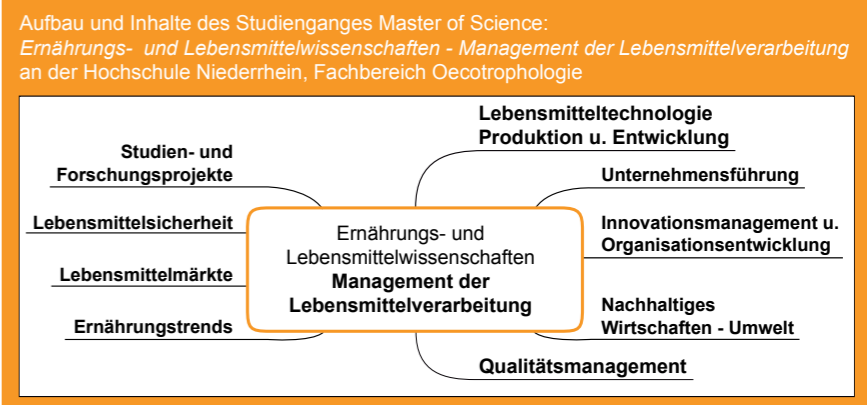 Aufbau und Inhalte des Studienganges Master of Science:
Ernährungs- und Lebensmittelwissenschaften - Management der Lebensmittelverarbeitung
an der Hochschule Niederrhein, Fachbereich Oecotrophologie
Lebensmitteltechnologie
Produktion u. Entwicklung
Studien- und
Forschungsprojekte
Unternehmensführung
Lebensmittelsicherheit
Innovationsmanagement u.
Organisationsentwicklung
Ernährungs- und
Lebensmittelwissenschaften
Management der
Lebensmittelverarbeitung
Lebensmittelmärkte
Ernährungstrends
Nachhaltiges
Wirtschaften - Umwelt
Qualitätsmanagement